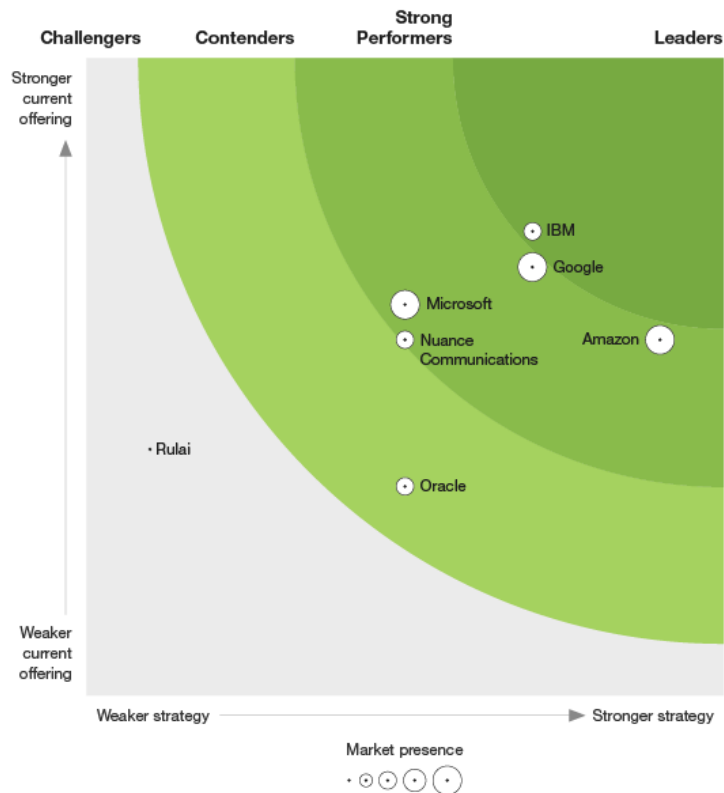 Challengers
Contenders
Strong
Performers
Leaders
Stronger
current
offering
IBM
Google
Microsoft
Nuance
Communications
Amazon
Rulai
Oracle
Weaker
current
offering
Weaker strategy
Stronger strategy
Market presence